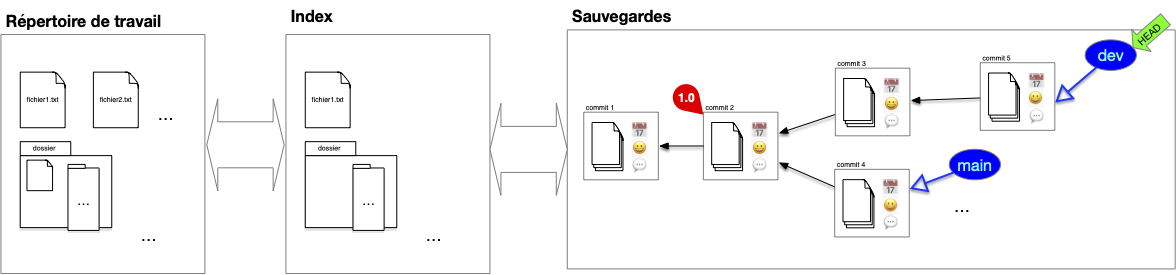 Répertoire de travail
fichier1.txt
fichier2.txt
...
dossier
...
...
Index
fichier1.txt
dossier
...
...
Sauvegardes
commit 1
17
1.0
commit 2
17
commit 3
17
commit 4
17
commit 5
17
dev
HEAD
main
...